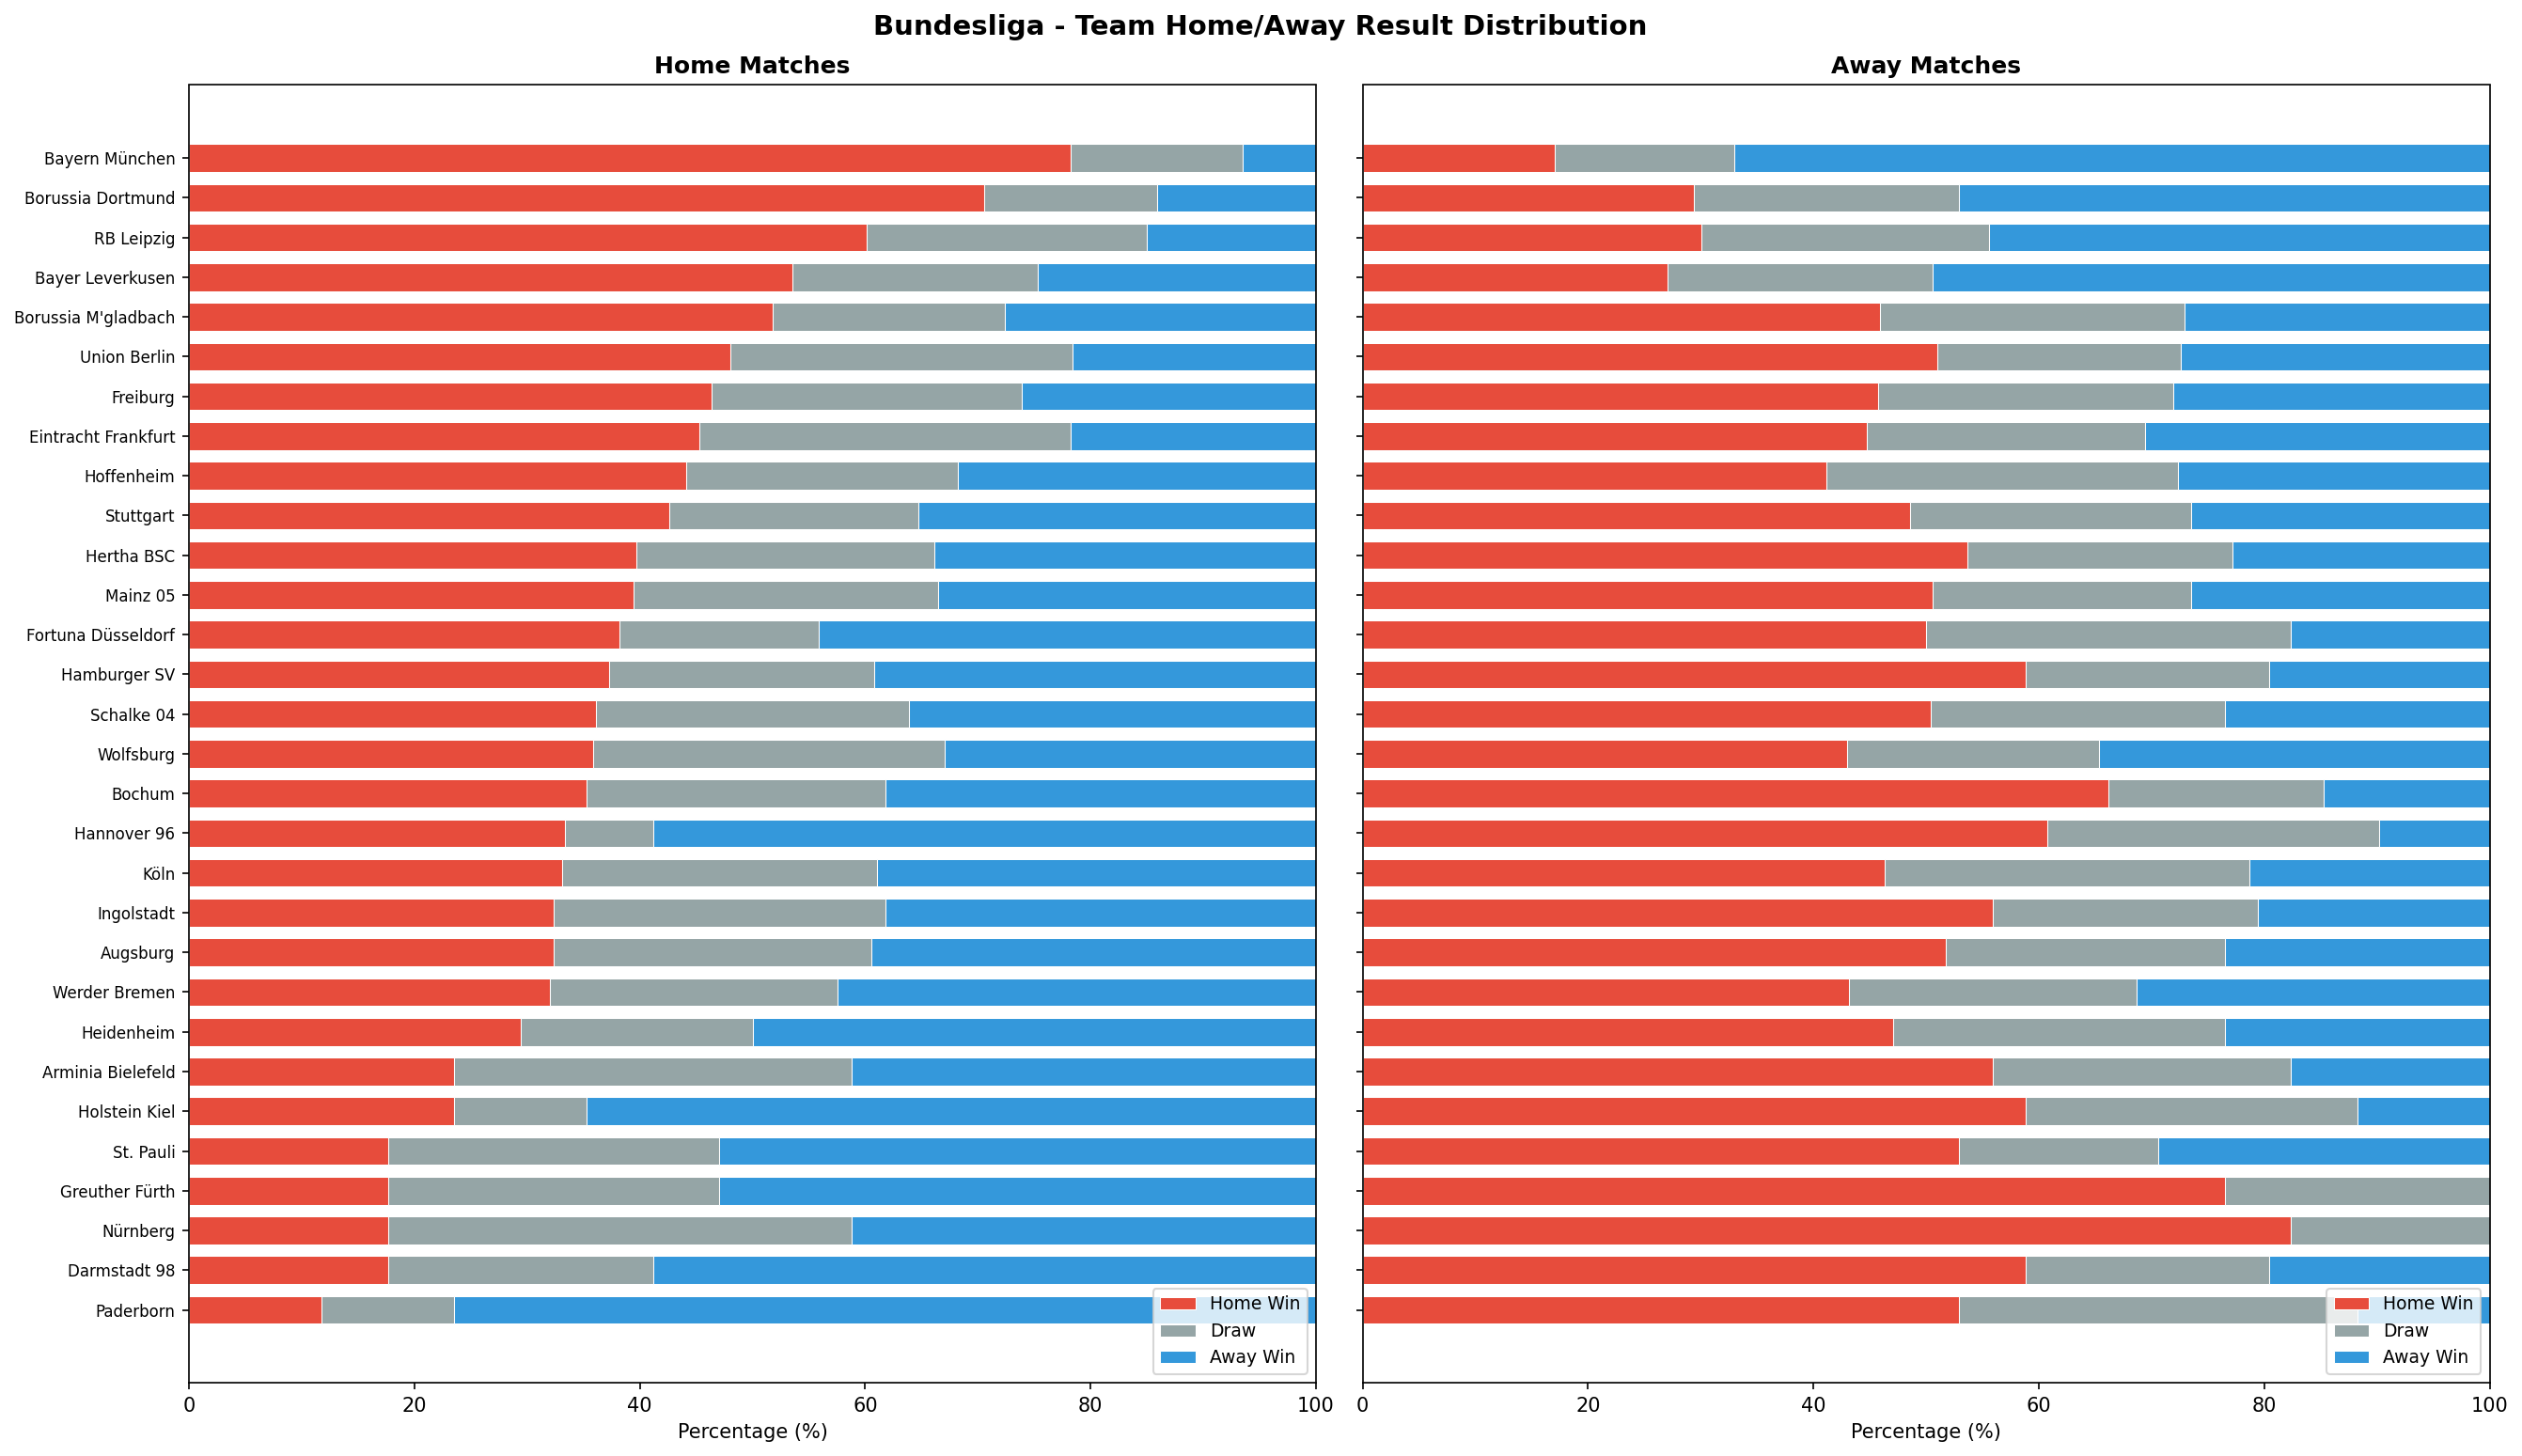 Bundesliga - Team Home/Away Result Distribution
Home Matches
Away Matches
Bayern München
Borussia Dortmund
RB Leipzig
Bayer Leverkusen
Borussia M'gladbach
Union Berlin
Freiburg
Eintracht Frankfurt
Hoffenheim
Stuttgart
Hertha BSC
Mainz 05
Fortuna Düsseldorf
Hamburger SV
Schalke 04
Wolfsburg
Bochum
Hannover 96
Köln
Ingolstadt
Augsburg
Werder Bremen
Heidenheim
Arminia Bielefeld
Holstein Kiel
St. Pauli
Greuther Fürth
Nürnberg
Darmstadt 98
Paderborn
Home Win
Draw
Away Win
Home Win
Draw
Away Win
0 20 40 60 80 100
0 20 40 60 80 100
Percentage (%)
Percentage (%)